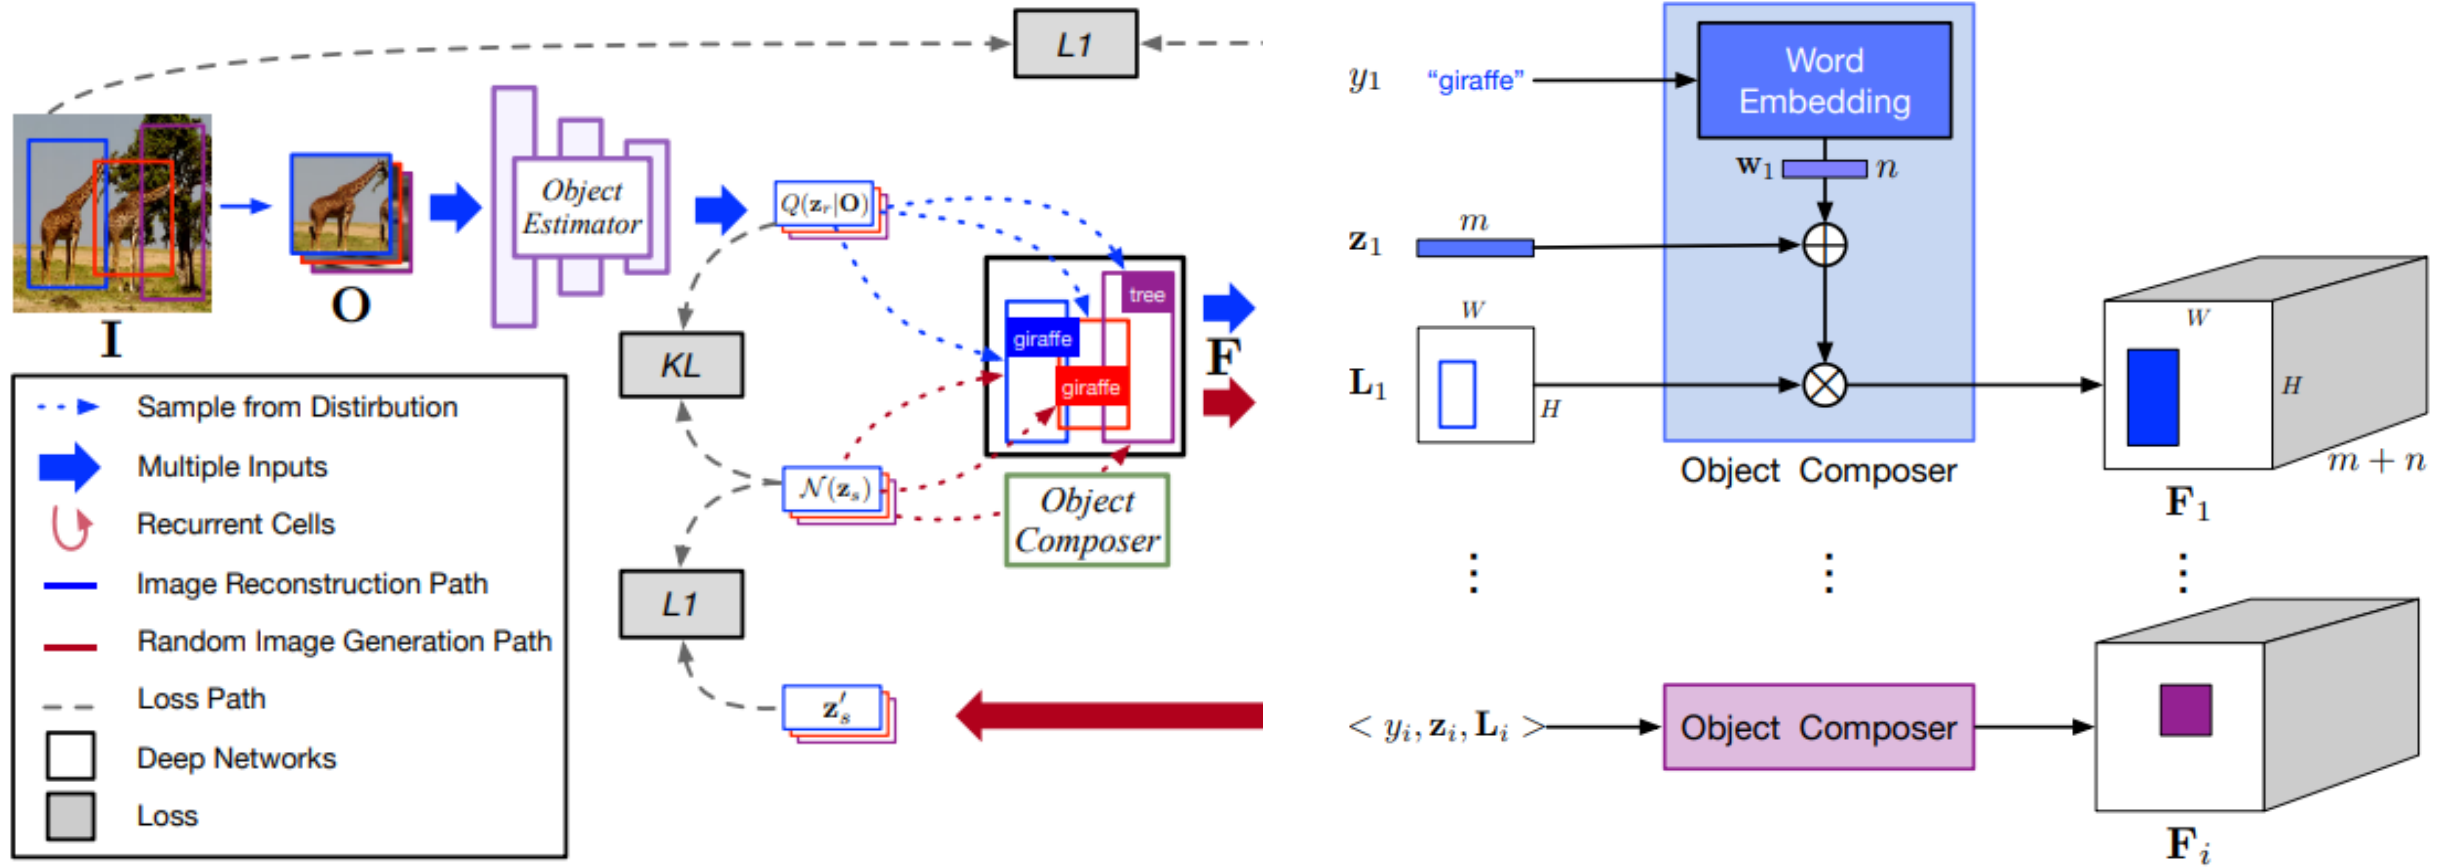 L1
I
O
Object
Estimator
Q(z_r|O)
KL
tree
giraffe
giraffe
F
N(z_s)
Object
Composer
L1
z'_s
Sample from Distirbution
Multiple Inputs
Recurrent Cells
Image Reconstruction Path
Random Image Generation Path
Loss Path
Deep Networks
Loss
y_1 “giraffe”
Word
Embedding
w_1 n
z_1 m
L_1 W H
Object Composer
W
H
m + n
F_1
⋮ ⋮ ⋮
< y_i, z_i, L_i >
Object Composer
F_i